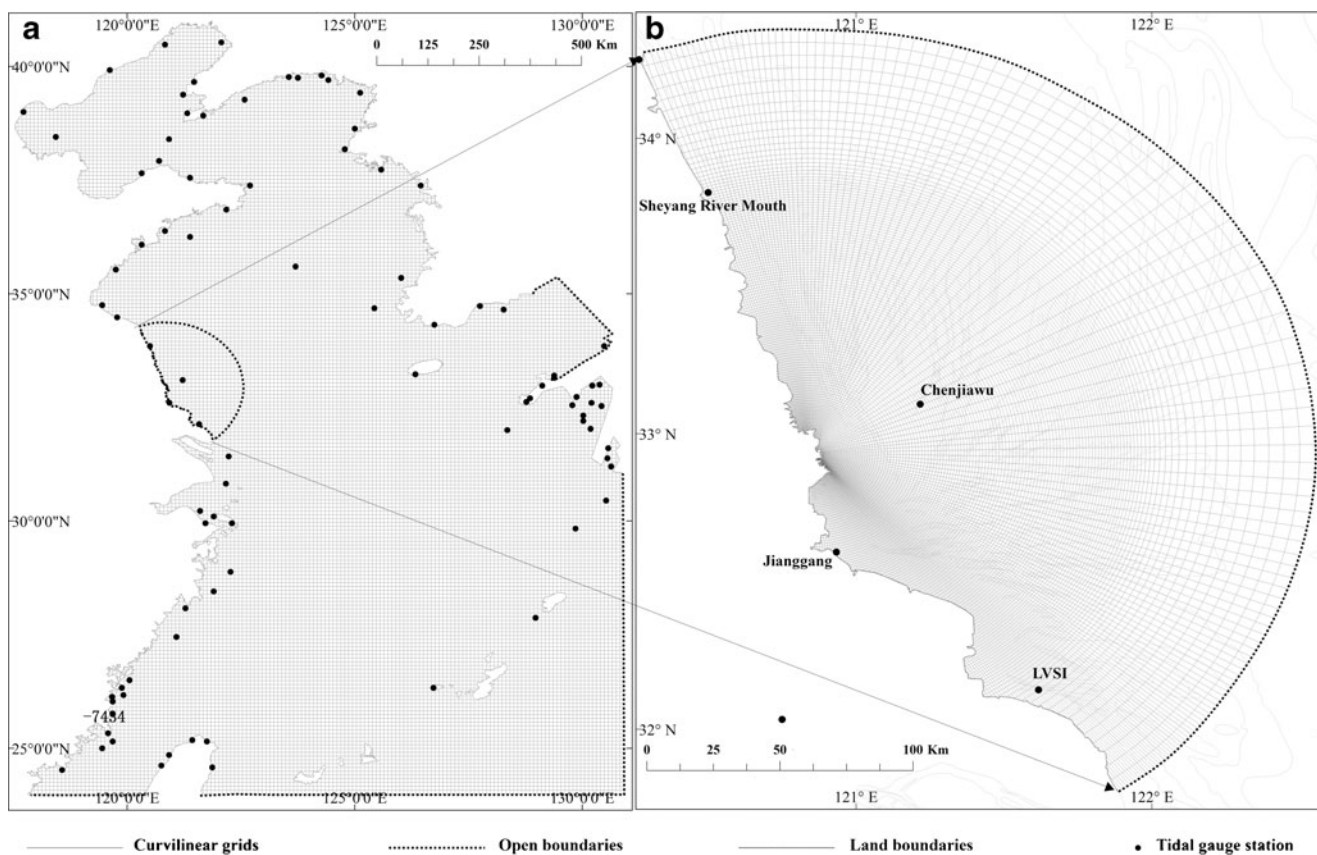 a
120°0'0"E
125°0'0"E
130°0'0"E
0 125 250 500 Km
40°0'0"N
35°0'0"N
30°0'0"N
25°0'0"N
-7434
120°0'0"E
125°0'0"E
130°0'0"E
b
121° E
122° E
34° N
Sheyang River Mouth
Chenjiawu
33° N
Jianggang
LVSI
32° N
0 25 50 100 Km
121° E
122° E
Curvilinear grids
Open boundaries
Land boundaries
Tidal gauge station